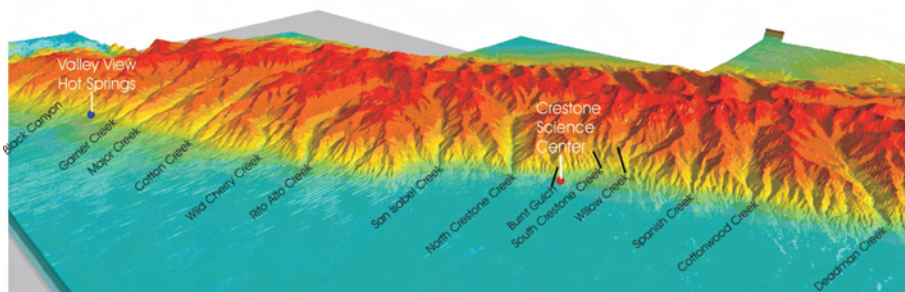 Valley View
Hot Springs
Black Canyon
Garnet Creek
Major Creek
Cotton Creek
Wild Cherry Creek
Rito Alto Creek
San Isabel Creek
North Crestone Creek
Crestone
Science
Center
Burnt Gulch
South Crestone Creek
Willow Creek
Spanish Creek
Cottonwood Creek
Deadman Creek